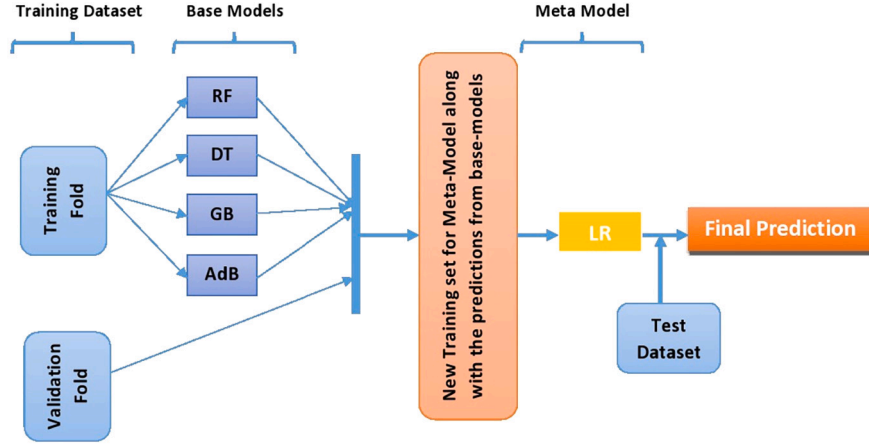 Training Dataset
Base Models
Meta Model
RF
DT
GB
AdB
Training
Fold
Validation
Fold
New Training set for Meta-Model along
with the predictions from base-models
LR
Final Prediction
Test
Dataset